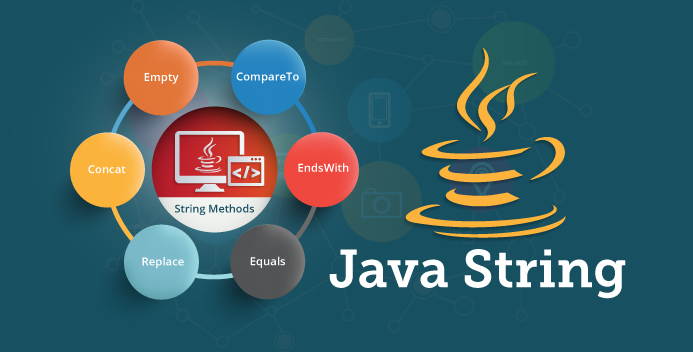 Empty
CompareTo
Concat
EndsWith
</>
String Methods
Replace
Equals
Java String